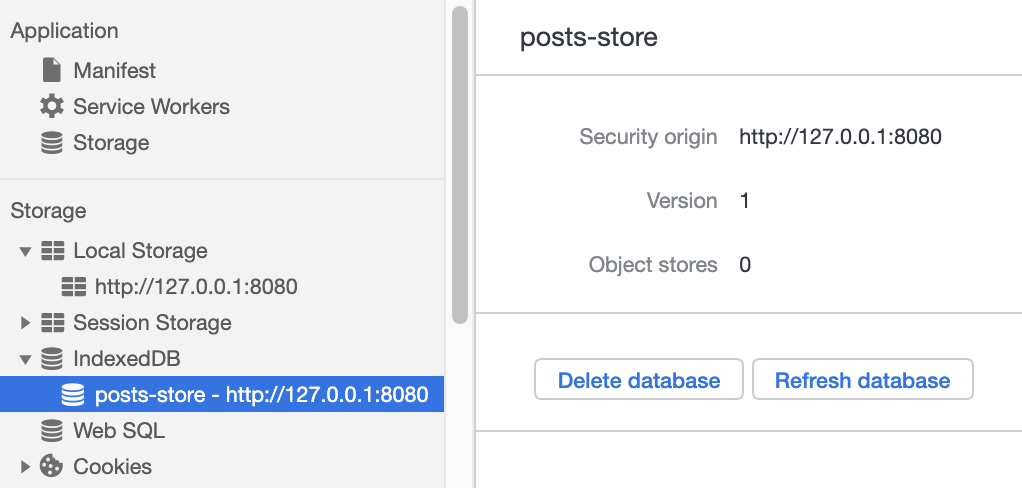 Application
Manifest
Service Workers
Storage
Storage
Local Storage
http://127.0.0.1:8080
Session Storage
IndexedDB
posts-store - http://127.0.0.1:8080
Web SQL
Cookies
posts-store
Security origin http://127.0.0.1:8080
Version 1
Object stores 0
Delete database Refresh database